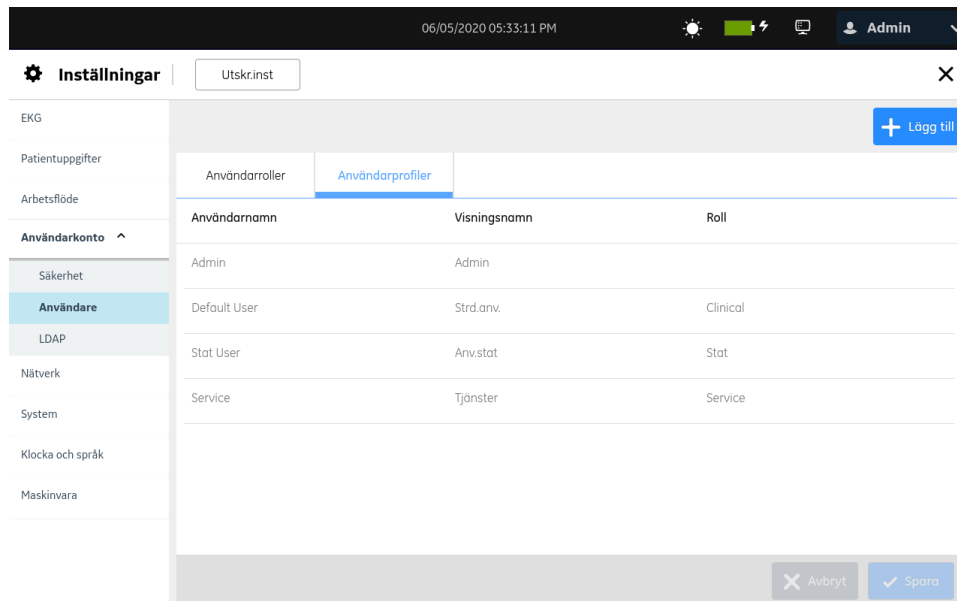 06/05/2020 05:33:11 PM
Admin
Inställningar
Utskr.inst
EKG
Patientuppgifter
Arbetsflöde
Användarkonto
Säkerhet
Användare
LDAP
Nätverk
System
Klocka och språk
Maskinvara
Lägg till
Användarroller Användarprofiler
Användarnamn Visningsnamn Roll
Admin Admin
Default User Strd.anv. Clinical
Stat User Anv.stat Stat
Service Tjänster Service
Avbryt Spara